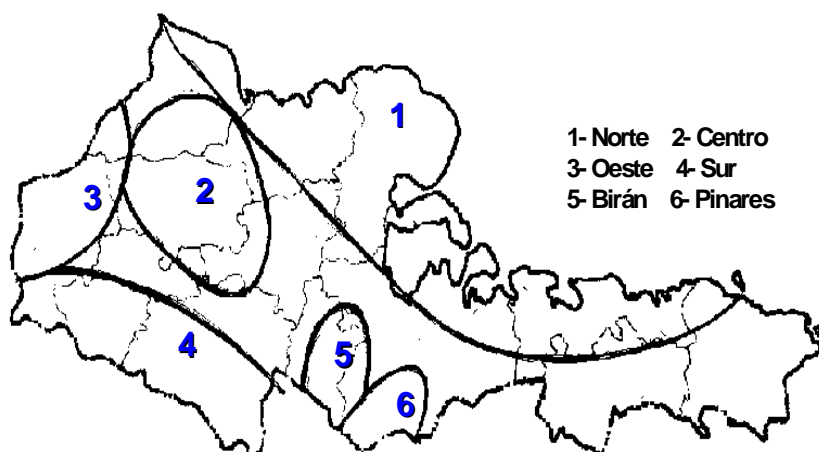 1
2
3
4
5
6
1- Norte 2- Centro
3- Oeste 4- Sur
5- Birán 6- Pinares